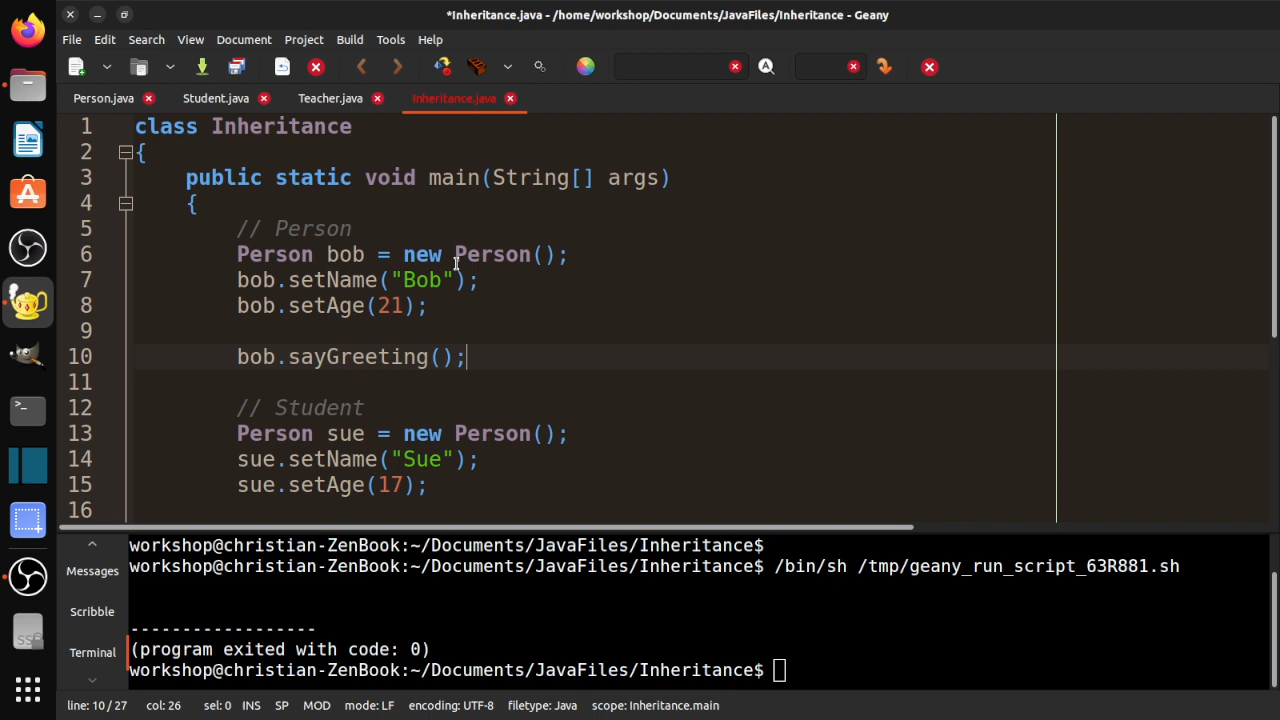 *Inheritance.java - /home/workshop/Documents/JavaFiles/Inheritance - Geany
File Edit Search View Document Project Build Tools Help
Person.java Student.java Teacher.java Inheritance.java
1 class Inheritance
2 {
3 public static void main(String[] args)
4 {
5 // Person
6 Person bob = new Person();
7 bob.setName("Bob");
8 bob.setAge(21);
9
10 bob.sayGreeting();
11
12 // Student
13 Person sue = new Person();
14 sue.setName("Sue");
15 sue.setAge(17);
16
Messages
Scribble
Terminal
workshop@christian-ZenBook:~/Documents/JavaFiles/Inheritance$
workshop@christian-ZenBook:~/Documents/JavaFiles/Inheritance$ /bin/sh /tmp/geany_run_script_63R881.sh
------------------
(program exited with code: 0)
workshop@christian-ZenBook:~/Documents/JavaFiles/Inheritance$
line: 10/27 col: 26 sel: 0 INS SP MOD mode: LF encoding: UTF-8 filetype: Java scope: Inheritance.main